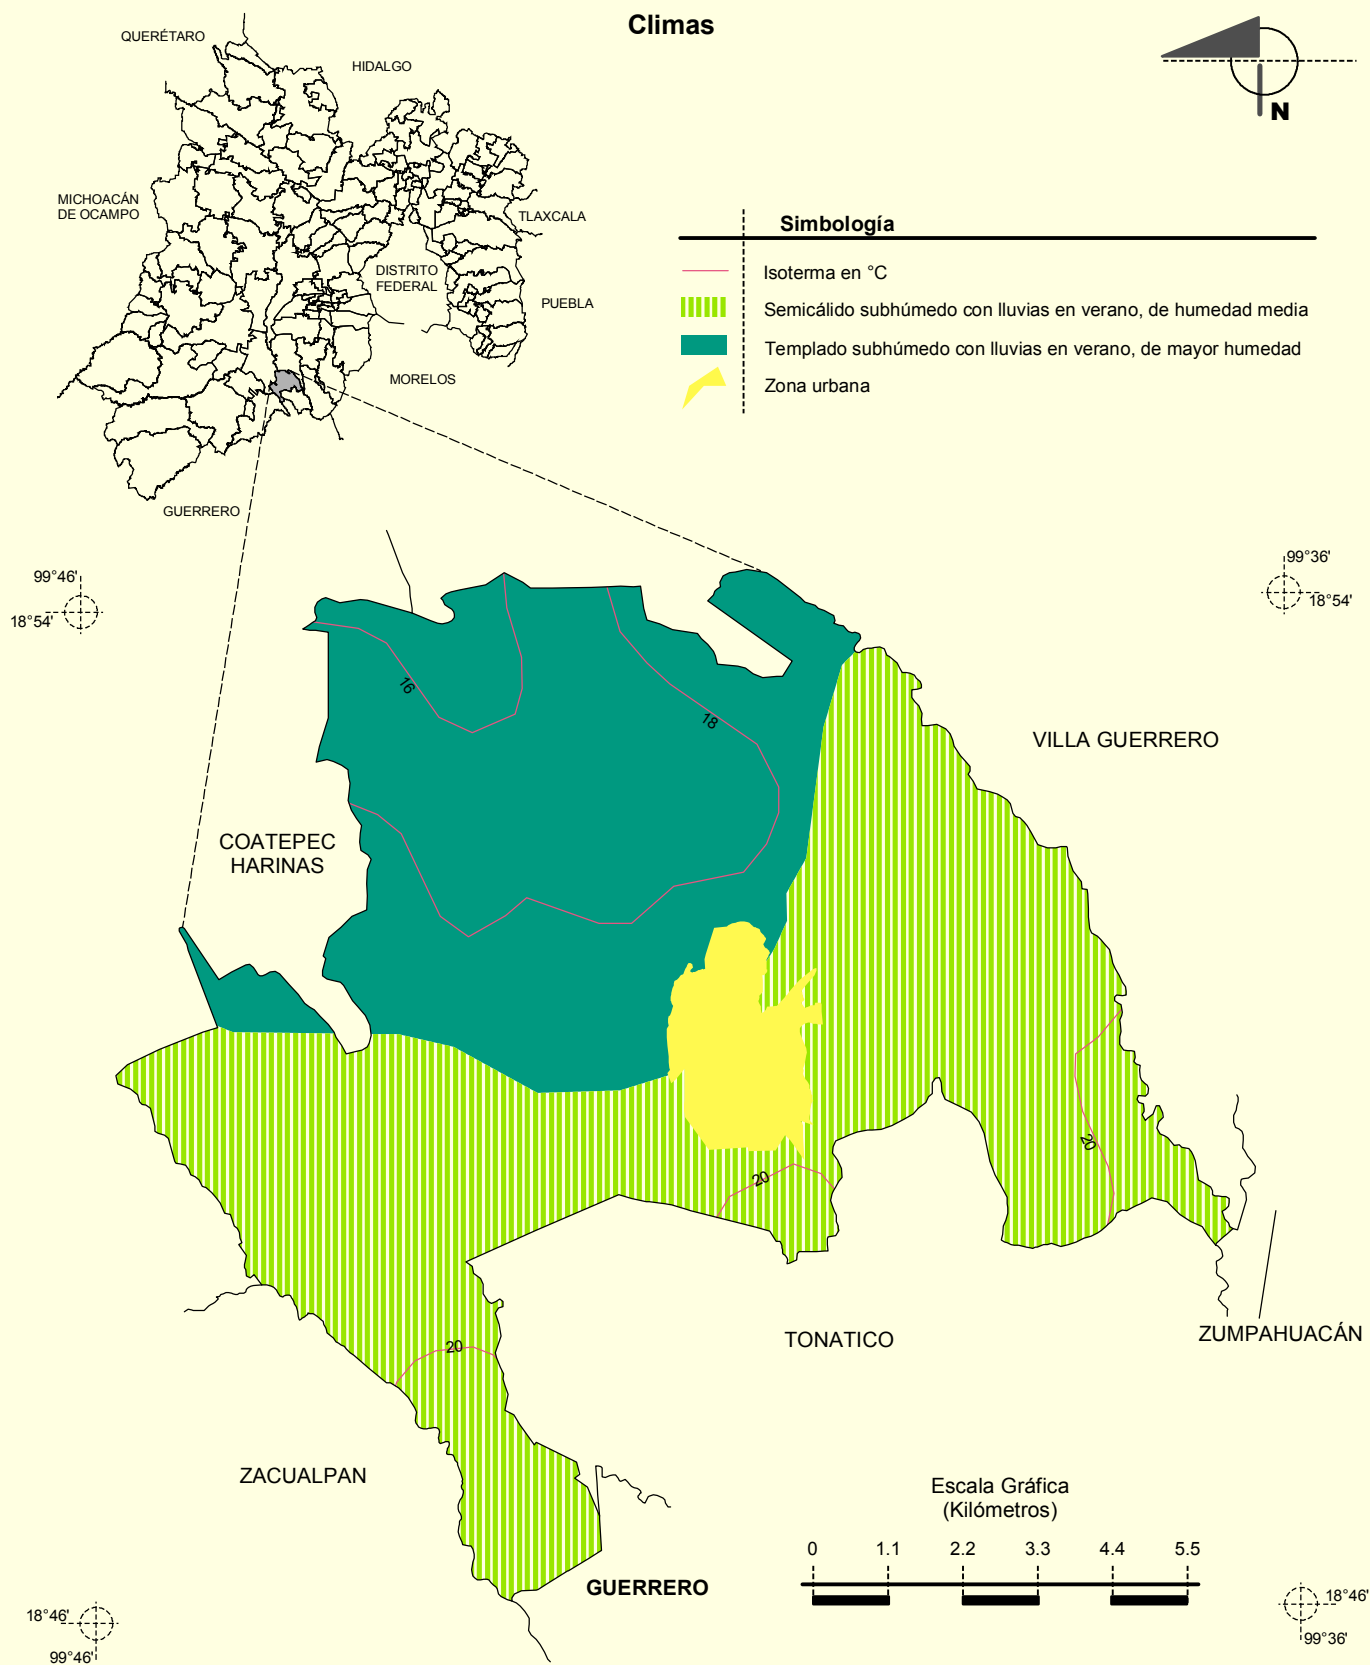 Climas
QUERÉTARO
HIDALGO
MICHOACÁN
DE OCAMPO
TLAXCALA
DISTRITO
FEDERAL
PUEBLA
MORELOS
GUERRERO
N
Simbología
Isoterma en °C
Semicálido subhúmedo con lluvias en verano, de humedad media
Templado subhúmedo con lluvias en verano, de mayor humedad
Zona urbana
99°46'
18°54'
99°36'
18°54'
16
18
VILLA GUERRERO
COATEPEC
HARINAS
20
20
20
TONATICO
ZUMPAHUACÁN
ZACUALPAN
GUERRERO
Escala Gráfica
(Kilómetros)
0 1.1 2.2 3.3 4.4 5.5
18°46'
99°46'
18°46'
99°36'